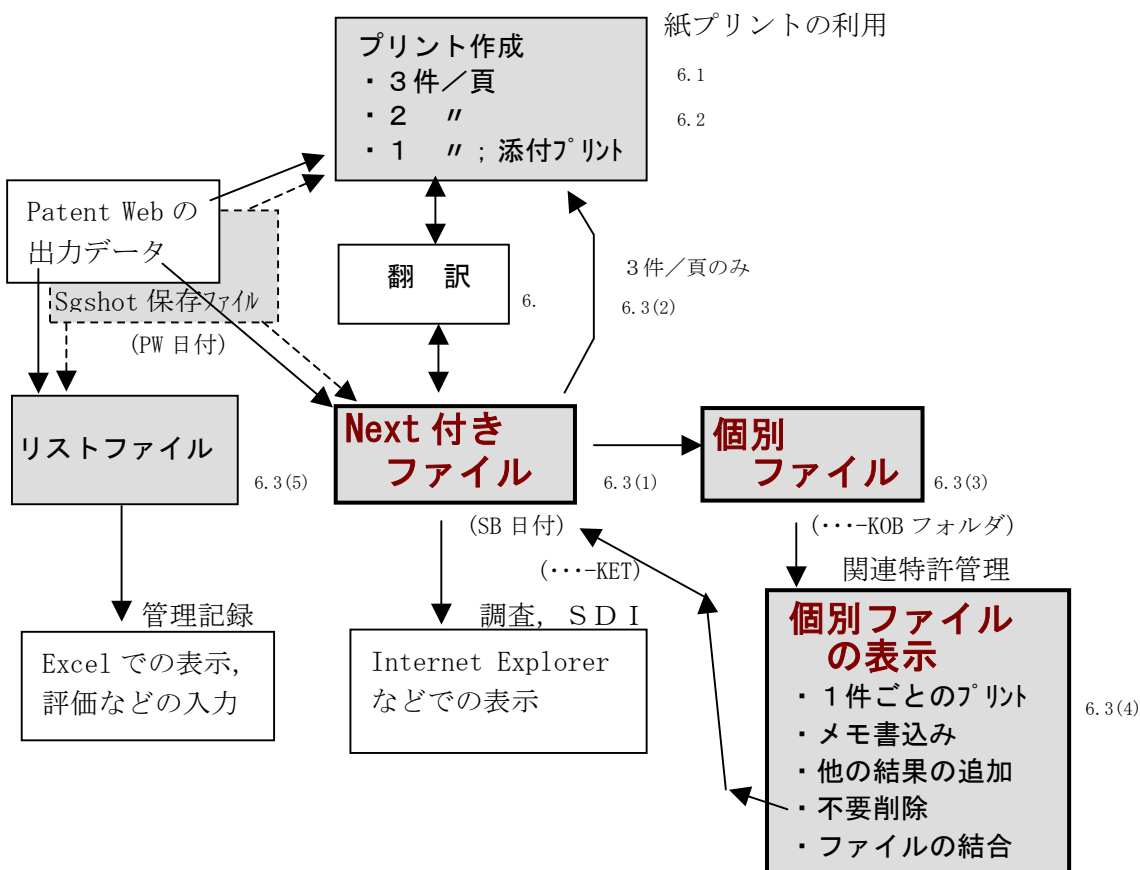 紙プリントの利用
プリント作成
・３件／頁
・２　〃
・１　〃；添付ﾌﾟﾘﾝﾄ
6.1
6.2
Patent Web の
出力データ
Sgshot 保存ﾌｧｲﾙ
(PW 日付)
翻　訳
6.
３件／頁のみ
6.3(2)
リストファイル
6.3(5)
Next 付き
ファイル
6.3(1)
個別
ファイル
6.3(3)
(SB 日付)
(･･･-KET)
(･･･-KOB フォルダ)
関連特許管理
管理記録
Excel での表示,
評価などの入力
調査, ＳＤＩ
Internet Explorer
などでの表示
個別ファイル
の表示
・１件ごとのﾌﾟﾘﾝﾄ
・メモ書込み
・他の結果の追加
・不要削除
・ファイルの結合
6.3(4)